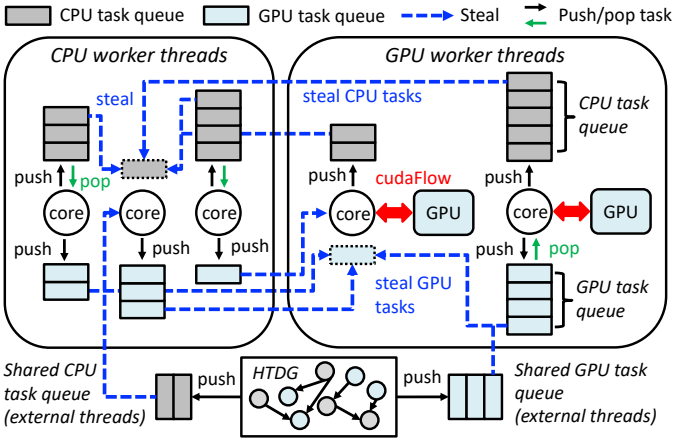 CPU task queue
GPU task queue
Steal
Push/pop task
CPU worker threads
GPU worker threads
steal
steal CPU tasks
CPU task
queue
push
pop
push
push
push
cudaFlow
core
core
core
core
GPU
core
GPU
push
push
push
push
pop
steal GPU
tasks
GPU task
queue
Shared CPU
task queue
(external threads)
push
HTDG
push
Shared GPU task
queue
(external threads)